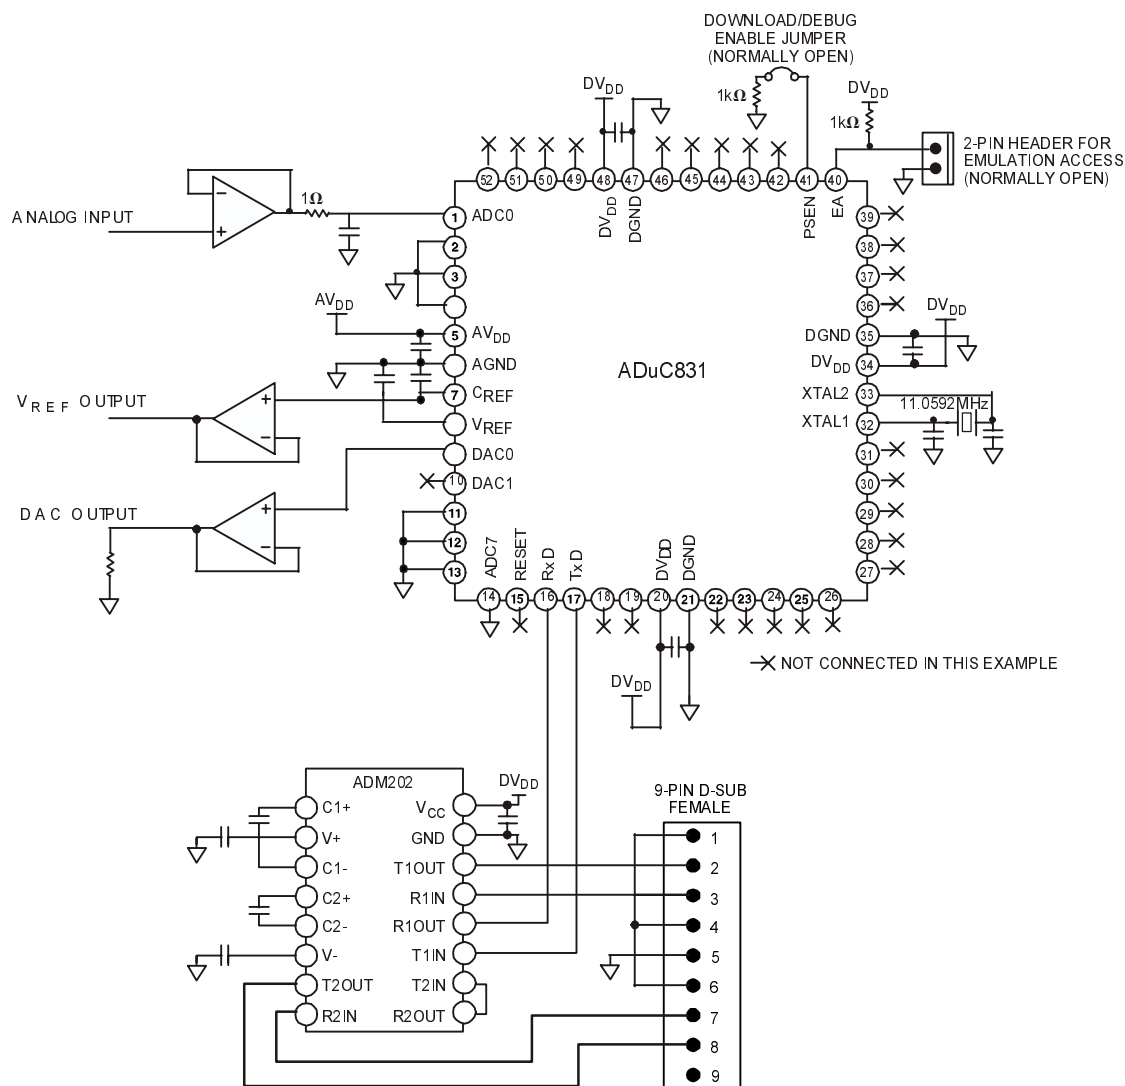 DOWNLOAD/DEBUG
ENABLE JUMPER
(NORMALLY OPEN)
1kΩ
DVDD
DVDD
1kΩ
2-PIN HEADER FOR
EMULATION ACCESS
(NORMALLY OPEN)
52 51 50 49 48 47 46 45 44 43 42 41 40
DVDD
DGND
PSEN
EA
ANALOG INPUT
1Ω
1 ADC0
2
3
AVDD
5 AVDD
AGND
7 CREF
VREF
DAC0
10 DAC1
11
12
13
VREF OUTPUT
DAC OUTPUT
ADuC831
39
38
37
36
DVDD
DGND 35
DVDD 34
XTAL2 33
11.0592MHz
XTAL1 32
31
30
29
28
27
ADC7
RESET
RxD
TxD
DVDD
DGND
14 15 16 17 18 19 20 21 22 23 24 25 26
NOT CONNECTED IN THIS EXAMPLE
DVDD
ADM202
DVDD
C1+
V+
C1-
C2+
C2-
V-
T2OUT
R2IN
VCC
GND
T1OUT
R1IN
R1OUT
T1IN
T2IN
R2OUT
9-PIN D-SUB
FEMALE
1
2
3
4
5
6
7
8
9